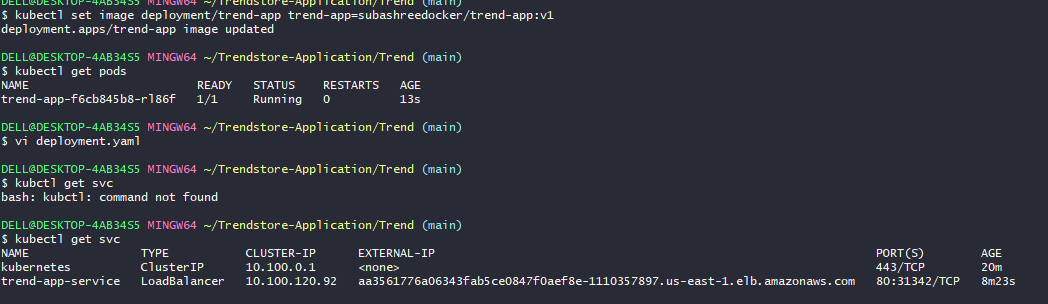 DELL@DESKTOP-4AB34S5 MINGW64 ~/Trendstore-Application/Trend (main)
$ kubectl set image deployment/trend-app trend-app=subashreedocker/trend-app:v1
deployment.apps/trend-app image updated
DELL@DESKTOP-4AB34S5 MINGW64 ~/Trendstore-Application/Trend (main)
$ kubectl get pods
NAME READY STATUS RESTARTS AGE
trend-app-f6cb845b8-rl86f 1/1 Running 0 13s
DELL@DESKTOP-4AB34S5 MINGW64 ~/Trendstore-Application/Trend (main)
$ vi deployment.yaml
DELL@DESKTOP-4AB34S5 MINGW64 ~/Trendstore-Application/Trend (main)
$ kubctl get svc
bash: kubctl: command not found
DELL@DESKTOP-4AB34S5 MINGW64 ~/Trendstore-Application/Trend (main)
$ kubectl get svc
NAME TYPE CLUSTER-IP EXTERNAL-IP PORT(S) AGE
kubernetes ClusterIP 10.100.0.1 <none> 443/TCP 20m
trend-app-service LoadBalancer 10.100.120.92 aa3561776a06343fab5ce0847f0aef8e-1110357897.us-east-1.elb.amazonaws.com 80:31342/TCP 8m23s